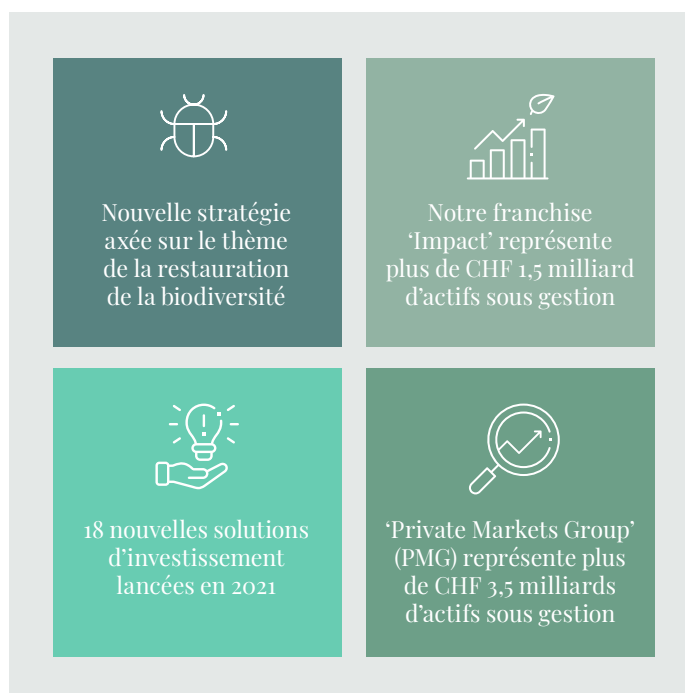 Nouvelle stratégie
axée sur le thème
de la restauration
de la biodiversité
Notre franchise
‘Impact’ représente
plus de CHF 1,5 milliard
d’actifs sous gestion
18 nouvelles solutions
d’investissement
lancées en 2021
‘Private Markets Group’
(PMG) représente plus
de CHF 3,5 milliards
d’actifs sous gestion